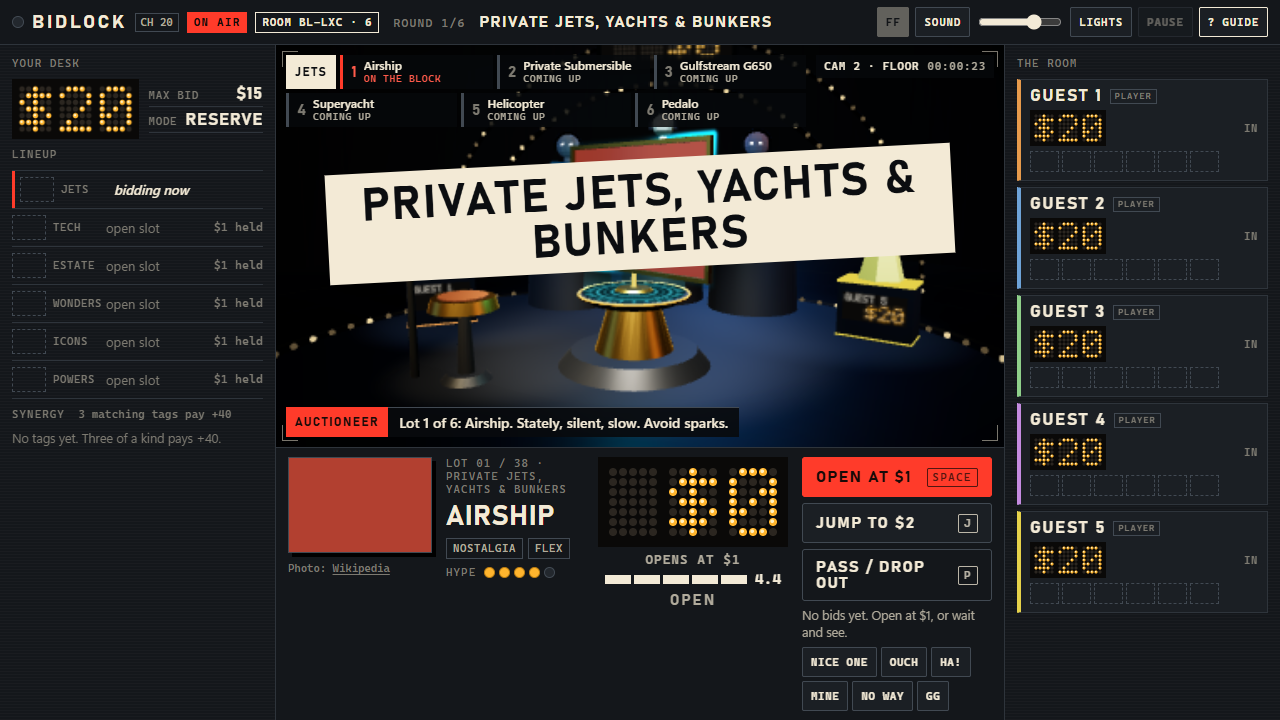 BIDLOCK CH 20 ON AIR ROOM BL-LXC · 6 ROUND 1/6 PRIVATE JETS, YACHTS & BUNKERS FF SOUND LIGHTS PAUSE ? GUIDE
YOUR DESK
$20
MAX BID $15
MODE RESERVE
LINEUP
JETS bidding now
TECH open slot $1 held
ESTATE open slot $1 held
WONDERS open slot $1 held
ICONS open slot $1 held
POWERS open slot $1 held
SYNERGY 3 matching tags pay +40
No tags yet. Three of a kind pays +40.
JETS
1 Airship
ON THE BLOCK
2 Private Submersible
COMING UP
3 Gulfstream G650
COMING UP
CAM 2 · FLOOR 00:00:23
4 Superyacht
COMING UP
5 Helicopter
COMING UP
6 Pedalo
COMING UP
PRIVATE JETS, YACHTS &
BUNKERS
GUEST 1
GUEST 5
$20
AUCTIONEER Lot 1 of 6: Airship. Stately, silent, slow. Avoid sparks.
Photo: Wikipedia
LOT 01 / 38 ·
PRIVATE JETS,
YACHTS & BUNKERS
AIRSHIP
NOSTALGIA FLEX
HYPE
$0
OPENS AT $1
4.4
OPEN
OPEN AT $1 SPACE
JUMP TO $2 J
PASS / DROP
OUT P
No bids yet. Open at $1, or wait
and see.
NICE ONE OUCH HA!
MINE NO WAY GG
THE ROOM
GUEST 1 PLAYER
$20 IN
GUEST 2 PLAYER
$20 IN
GUEST 3 PLAYER
$20 IN
GUEST 4 PLAYER
$20 IN
GUEST 5 PLAYER
$20 IN